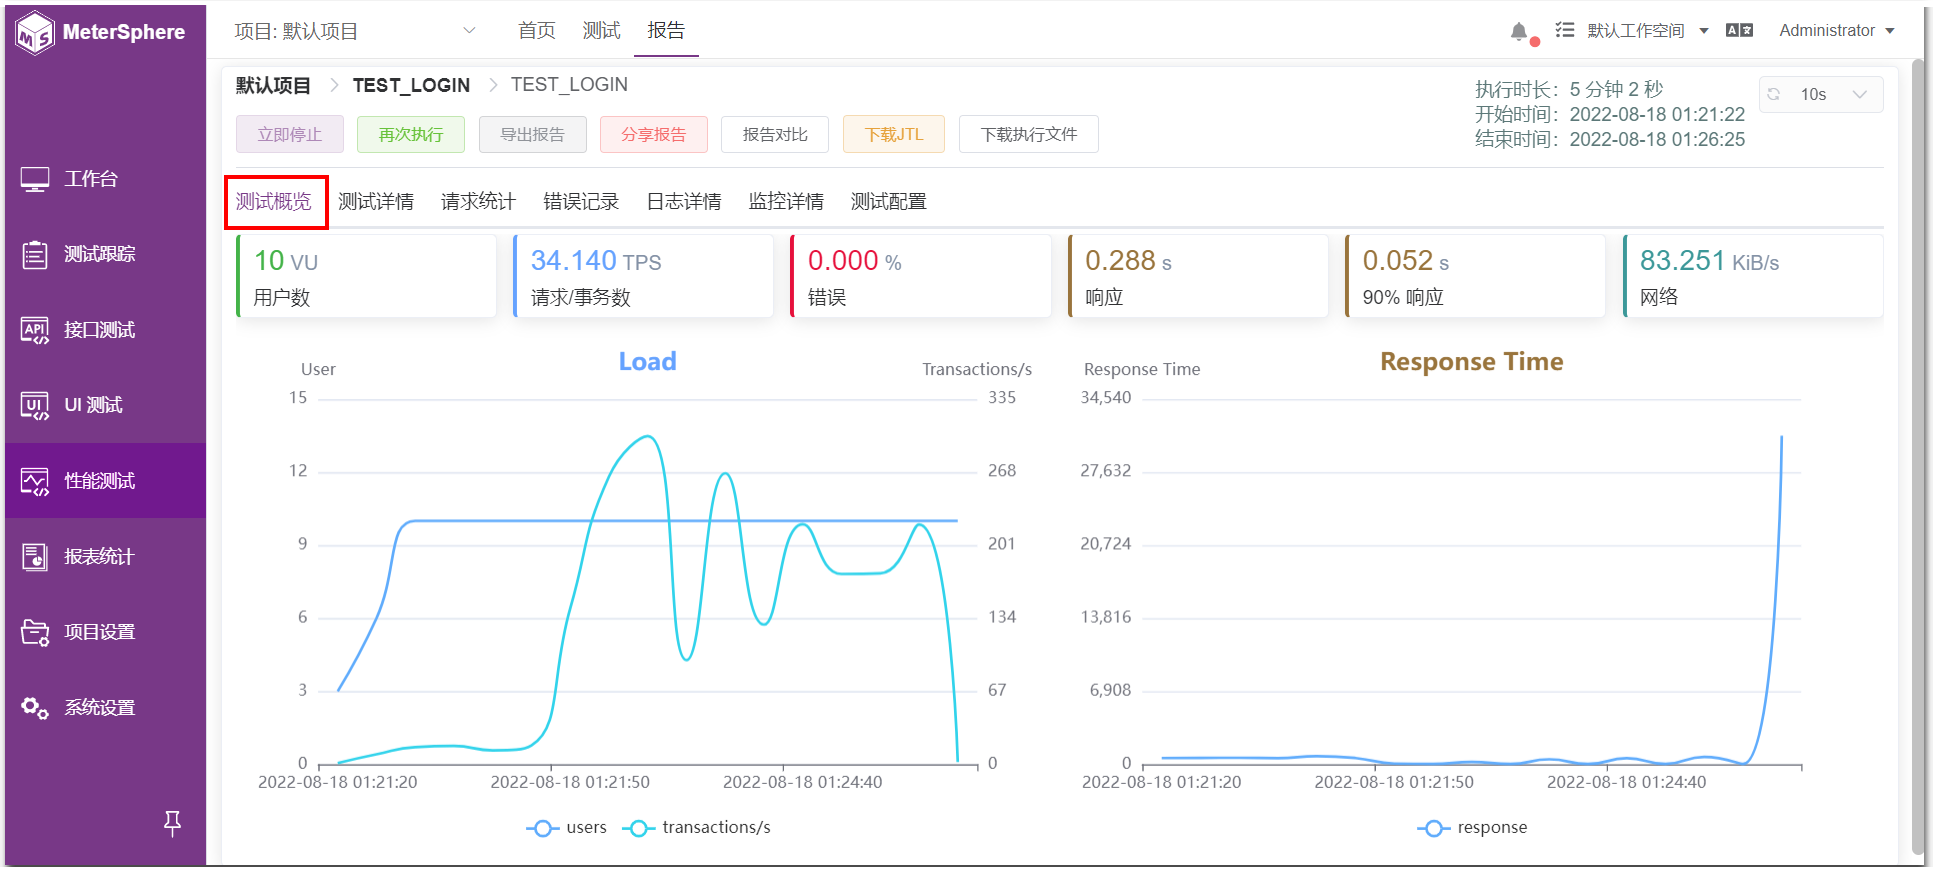 MeterSphere
项目: 默认项目
首页
测试
报告
默认工作空间
Administrator
默认项目 > TEST_LOGIN > TEST_LOGIN
执行时长: 5 分钟 2 秒
开始时间: 2022-08-18 01:21:22
结束时间: 2022-08-18 01:26:25
10s
立即停止
再次执行
导出报告
分享报告
报告对比
下载JTL
下载执行文件
工作台
测试跟踪
API
接口测试
UI
UI 测试
性能测试
报表统计
项目设置
系统设置
测试概览
测试详情
请求统计
错误记录
日志详情
监控详情
测试配置
10 VU
用户数
34.140 TPS
请求/事务数
0.000 %
错误
0.288 s
响应
0.052 s
90% 响应
83.251 KiB/s
网络
User
Load
Transactions/s
15
12
9
6
3
0
335
268
201
134
67
0
2022-08-18 01:21:20
2022-08-18 01:21:50
2022-08-18 01:24:40
users
transactions/s
Response Time
Response Time
34,540
27,632
20,724
13,816
6,908
0
2022-08-18 01:21:20
2022-08-18 01:21:50
2022-08-18 01:24:40
response